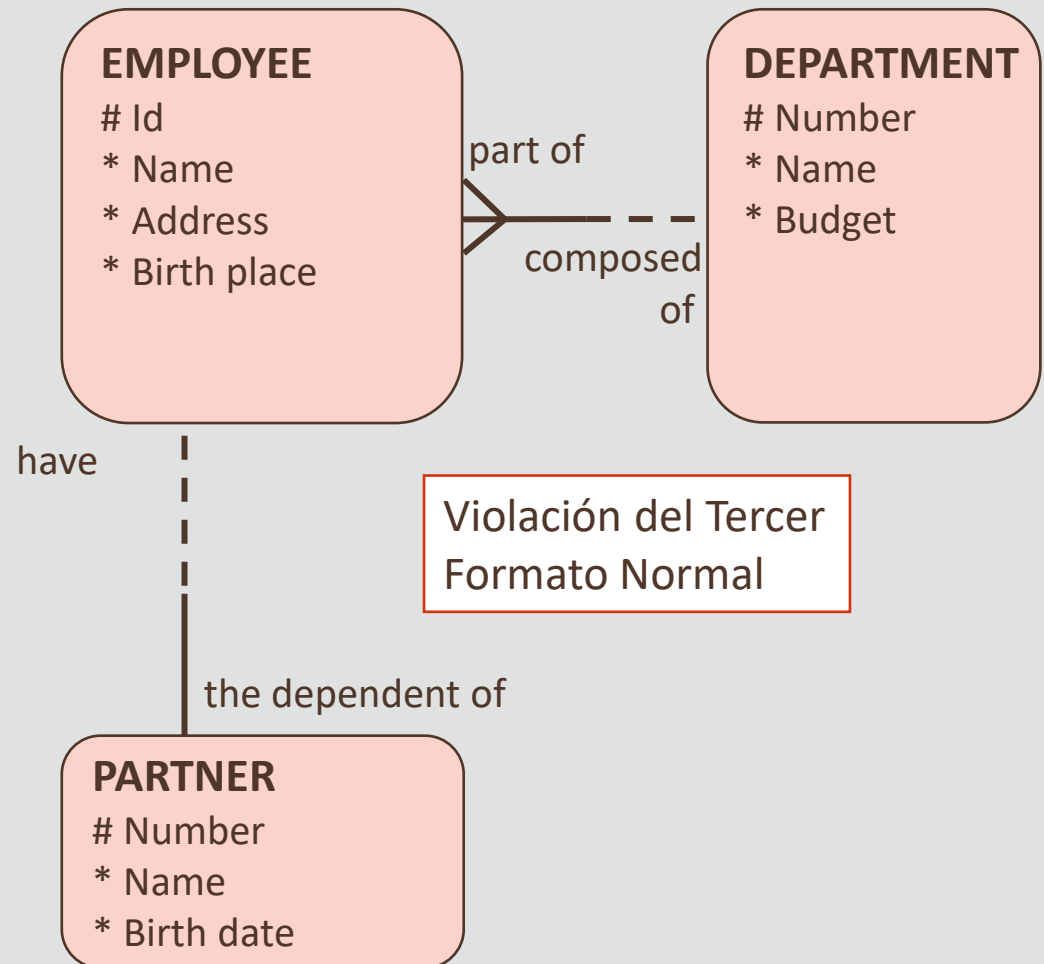 EMPLOYEE
# Id
* Name
* Address
* Birth place
part of
composed
of
DEPARTMENT
# Number
* Name
* Budget
have
Violación del Tercer
Formato Normal
the dependent of
PARTNER
# Number
* Name
* Birth date